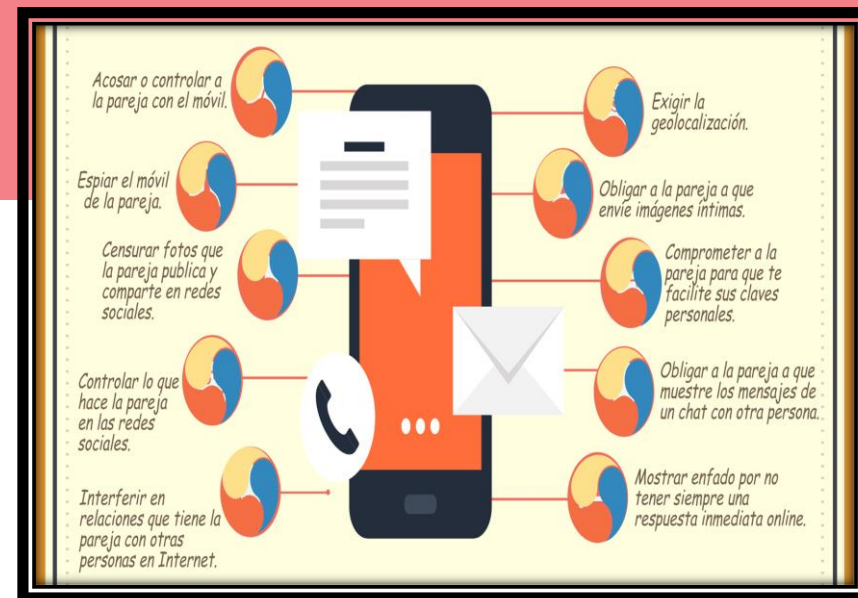 Acosar o controlar a
la pareja con el móvil.
Espiar el móvil
de la pareja.
Censurar fotos que
la pareja publica y
comparte en redes
sociales.
Controlar lo que
hace la pareja
en las redes
sociales.
Interferir en
relaciones que tiene la
pareja con otras
personas en Internet.
Exigir la
geolocalización.
Obligar a la pareja a que
envíe imágenes íntimas.
Comprometer a la
pareja para que te
facilite sus claves
personales.
Obligar a la pareja a que
muestre los mensajes de
un chat con otra persona.
Mostrar enfado por no
tener siempre una
respuesta inmediata online.